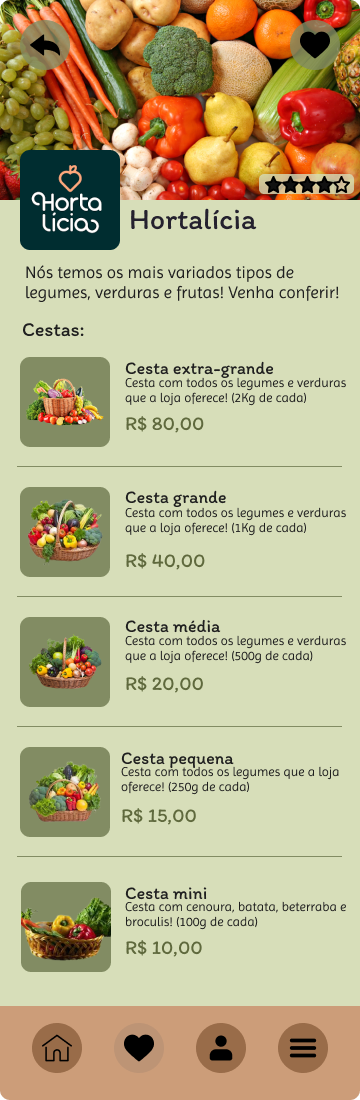 Horta
lícia
Hortalícia
Nós temos os mais variados tipos de
legumes, verduras e frutas! Venha conferir!
Cestas:
Cesta extra-grande
Cesta com todos os legumes e verduras
que a loja oferece! (2Kg de cada)
R$ 80,00
Cesta grande
Cesta com todos os legumes e verduras
que a loja oferece! (1Kg de cada)
R$ 40,00
Cesta média
Cesta com todos os legumes e verduras
que a loja oferece! (500g de cada)
R$ 20,00
Cesta pequena
Cesta com todos os legumes que a loja
oferece! (250g de cada)
R$ 15,00
Cesta mini
Cesta com cenoura, batata, beterraba e
broculis! (100g de cada)
R$ 10,00